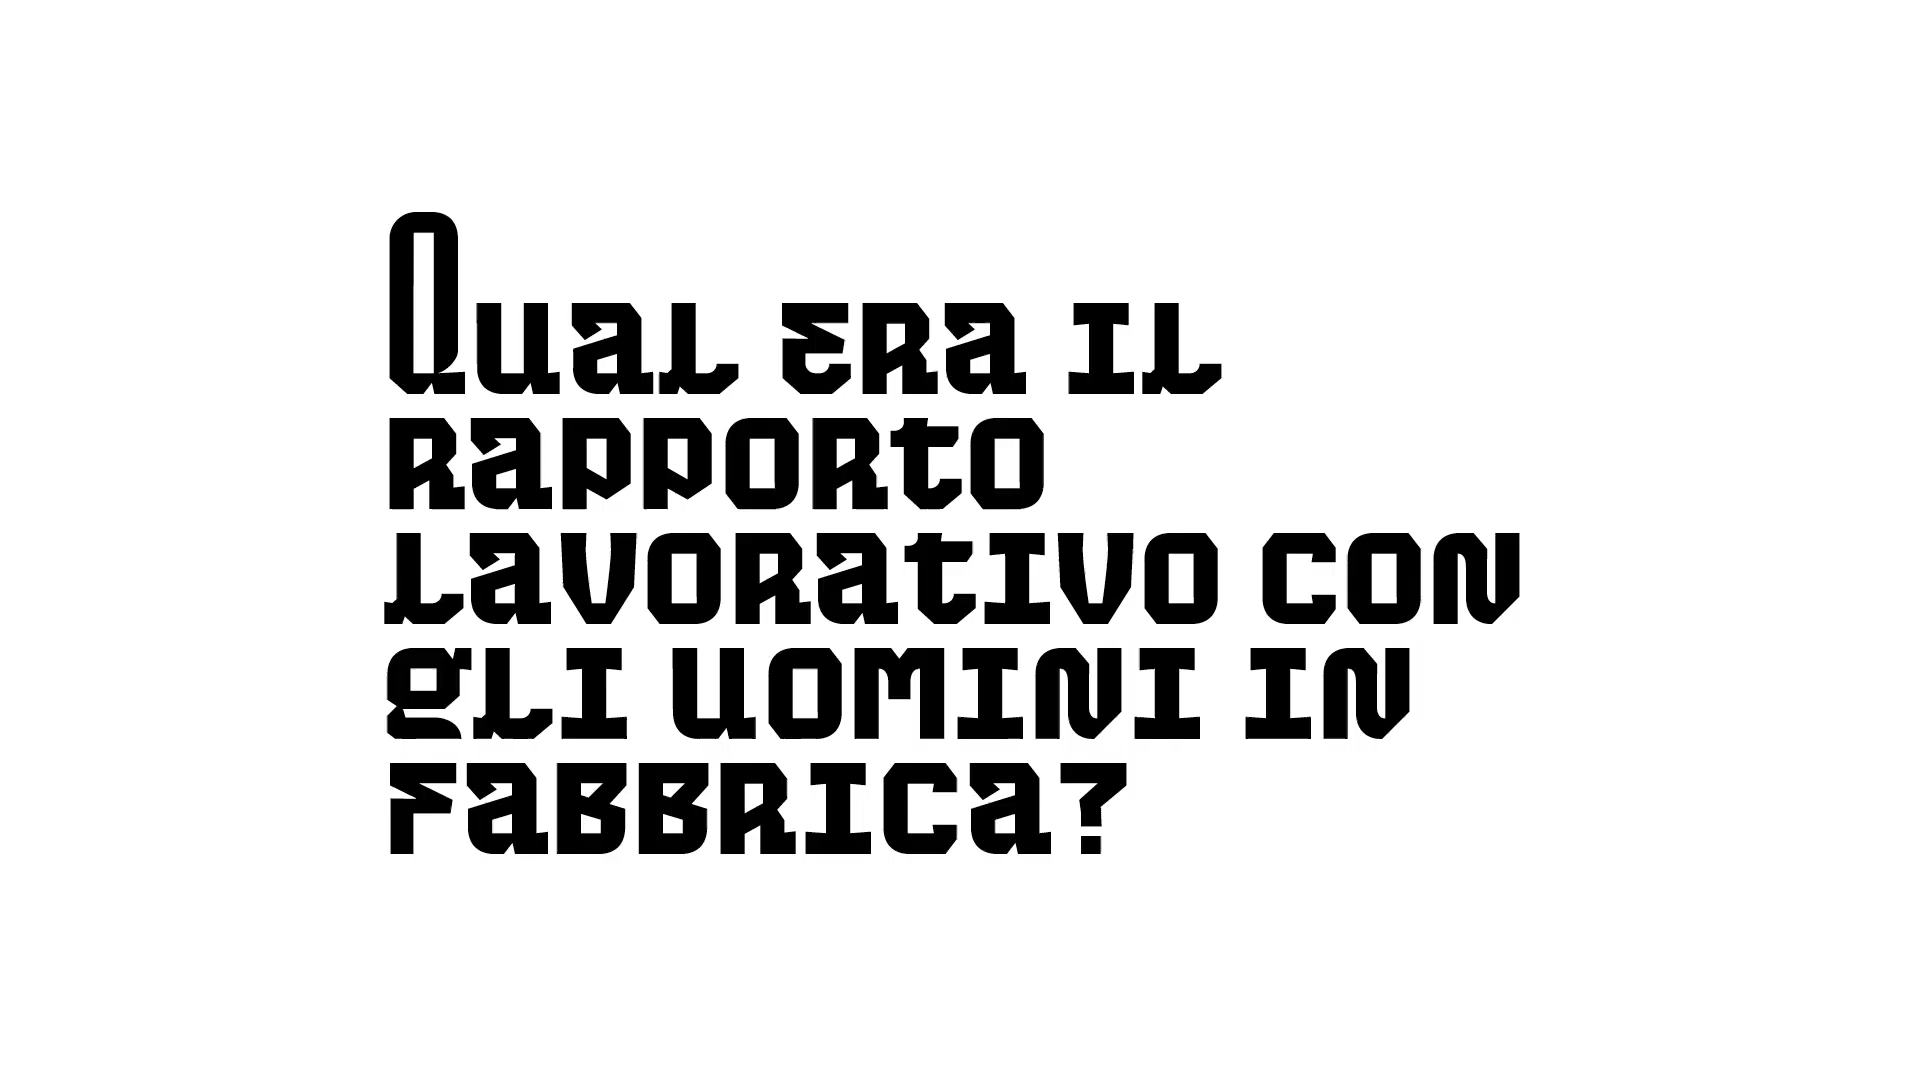 Qual era il
rapporto
lavorativo con
gli uomini in
fabbrica?